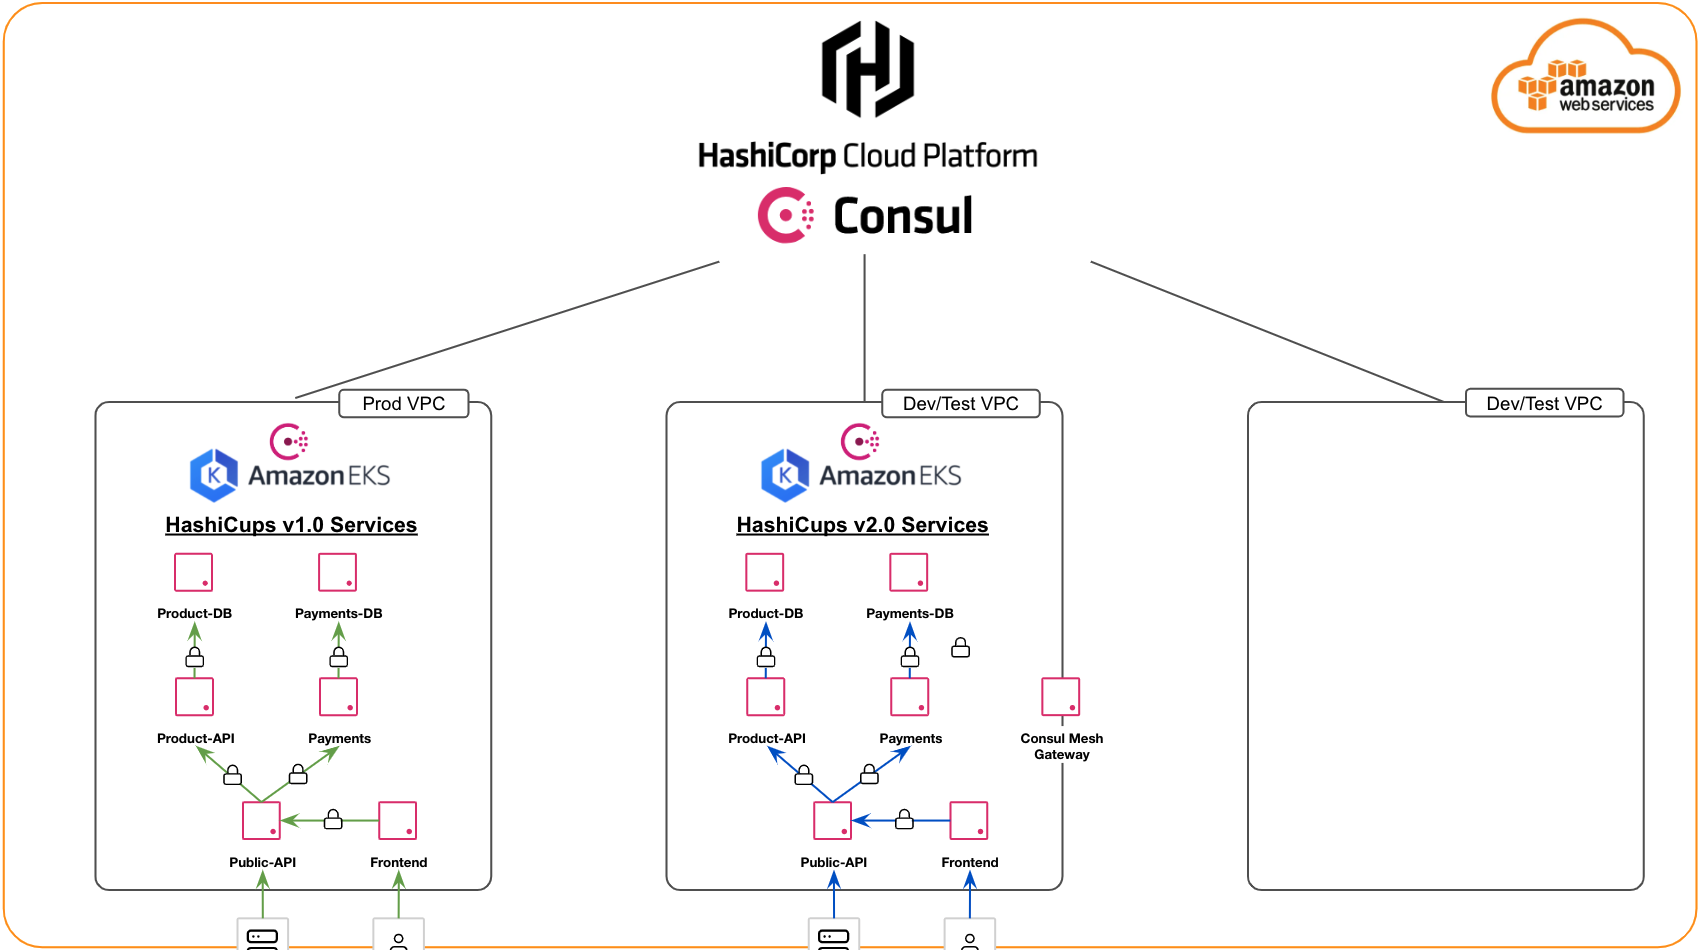 HashiCorp Cloud Platform
Consul
amazon
web services
Prod VPC
Amazon EKS
HashiCups v1.0 Services
Product-DB
Payments-DB
Product-API
Payments
Public-API
Frontend
Dev/Test VPC
Amazon EKS
HashiCups v2.0 Services
Product-DB
Payments-DB
Product-API
Payments
Consul Mesh
Gateway
Public-API
Frontend
Dev/Test VPC